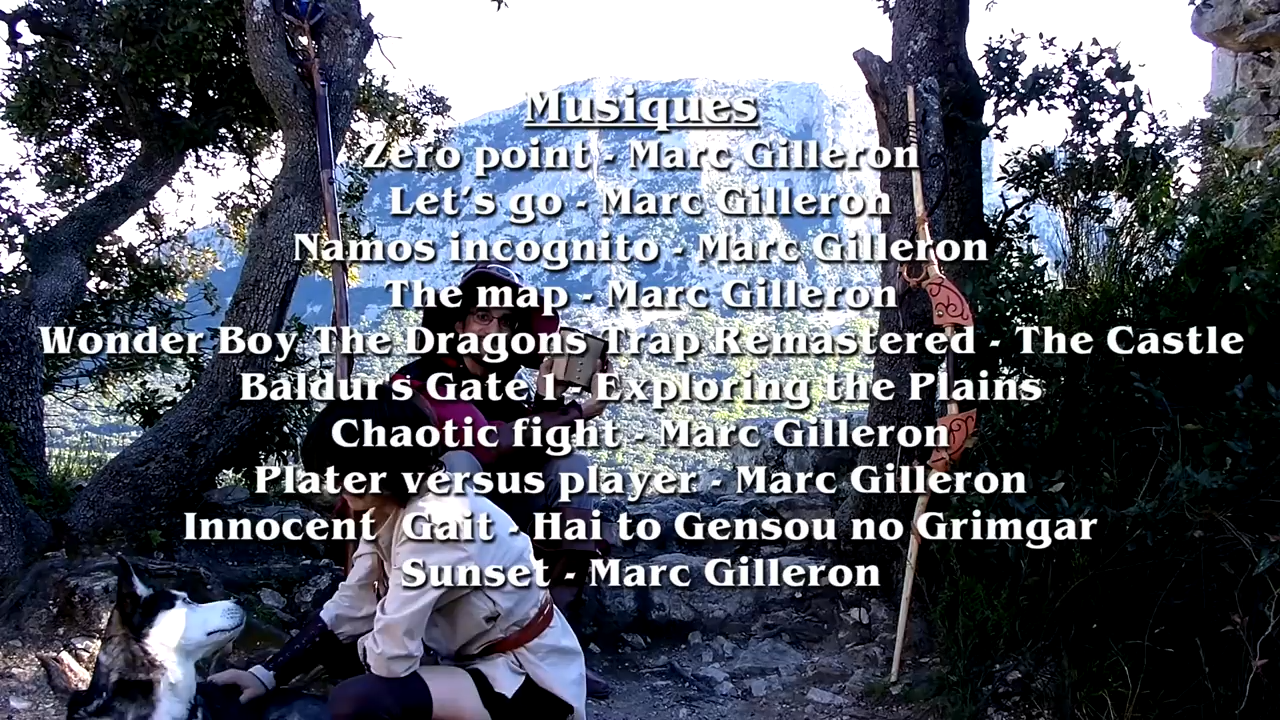 Musiques
Zero point - Marc Gilleron
Let's go - Marc Gilleron
Namos incognito - Marc Gilleron
The map - Marc Gilleron
Wonder Boy The Dragons Trap Remastered - The Castle
Baldur's Gate 1 - Exploring the Plains
Chaotic fight - Marc Gilleron
Plater versus player - Marc Gilleron
Innocent  Gait - Hai to Gensou no Grimgar
Sunset - Marc Gilleron